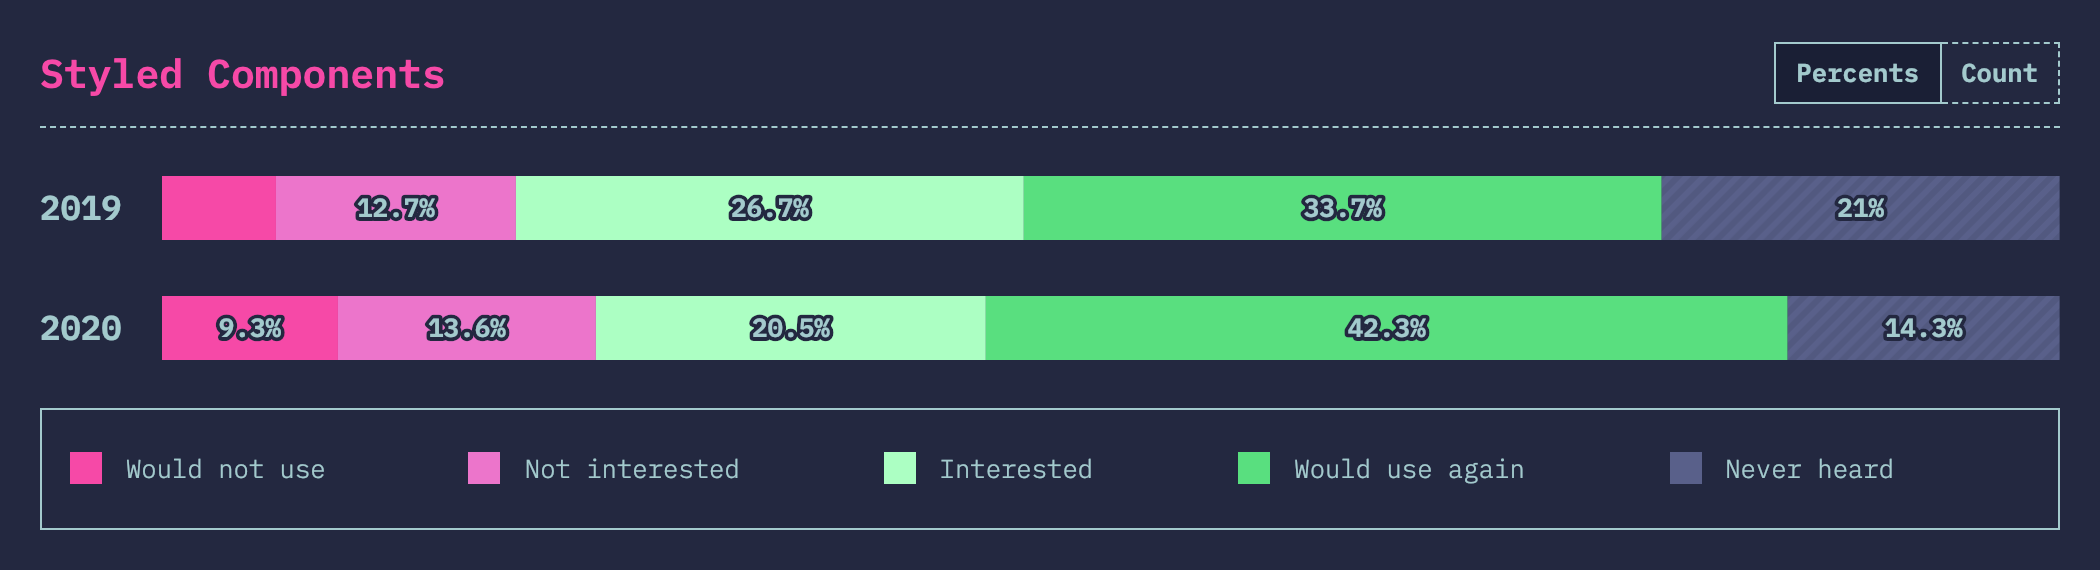 Styled Components
Percents Count
2019 12.7% 26.7% 33.7% 21%
2020 9.3% 13.6% 20.5% 42.3% 14.3%
Would not use Not interested Interested Would use again Never heard